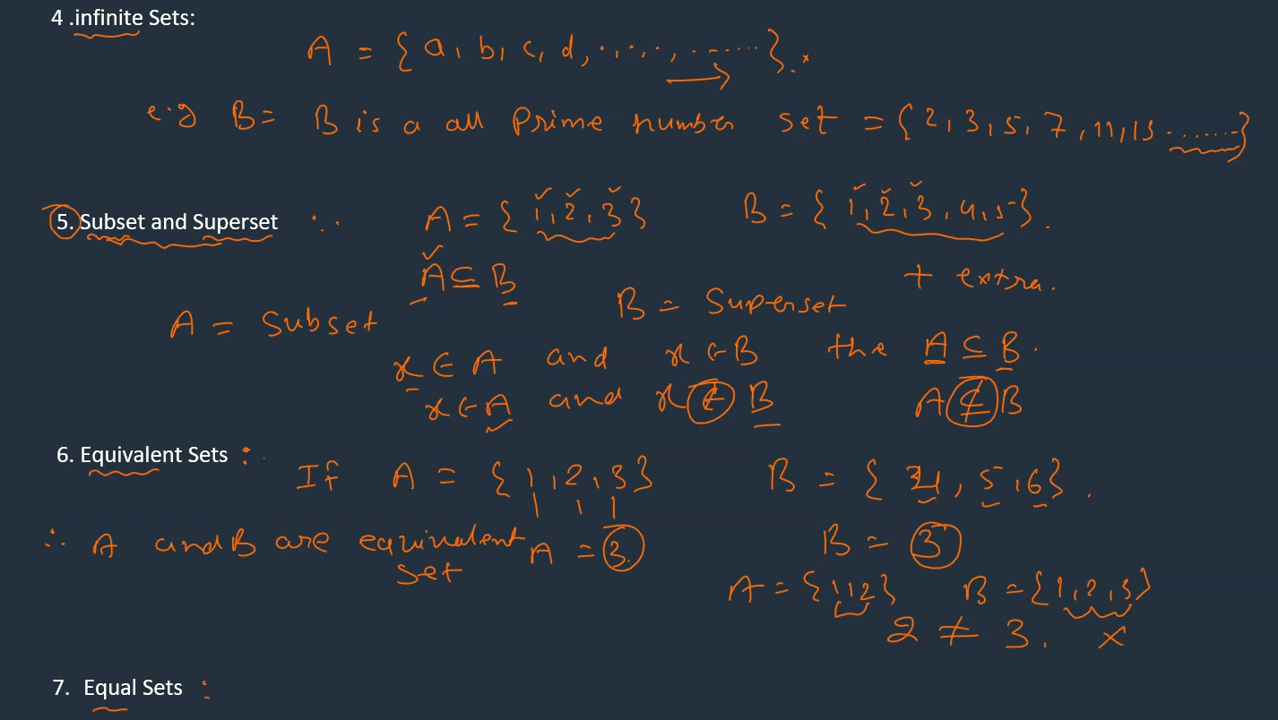 4 .infinite Sets:
A = { a, b, c, d, ........... }.
e.g B = B is a all Prime number set = { 2, 3, 5, 7, 11, 13 ....... }
5. Subset and Superset : A = { 1, 2, 3 } B = { 1, 2, 3, 4, 5 }.
A ⊆ B + extra.
A = Subset B = Superset
x ∈ A and x ∈ B the A ⊆ B.
x ∈ A and x ∉ B A ⊈ B
6. Equivalent Sets : If A = { 1, 2, 3 } B = { 4, 5, 6 }.
∴ A and B are equivalent set A = 3 B = 3
A = { 1, 2 } B = { 1, 2, 3 }
2 ≠ 3. ×
7. Equal Sets :